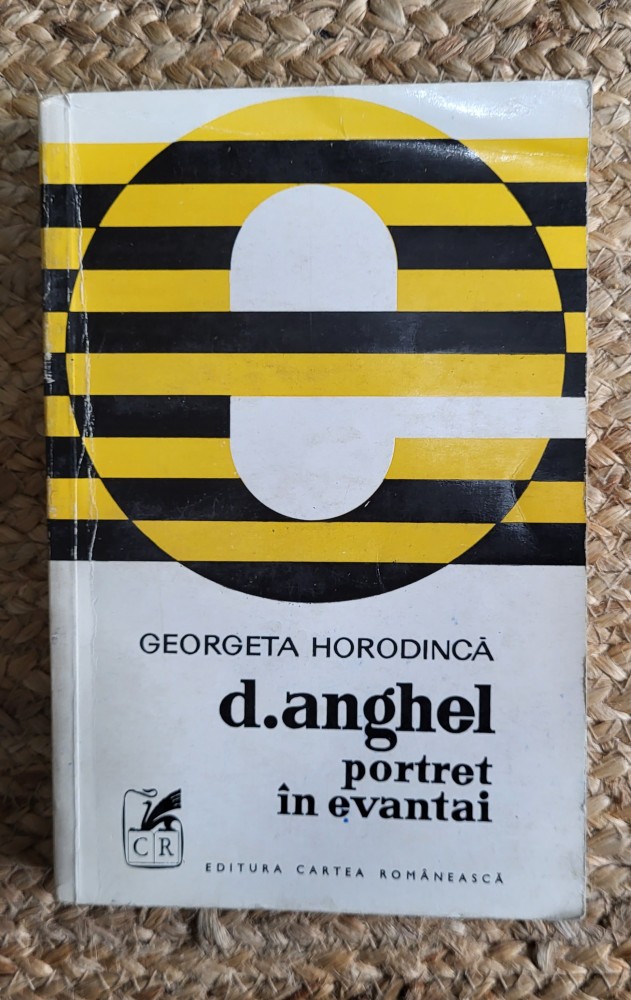 e
GEORGETA HORODINCĂ
d.anghel
portret
în evantai
CR
EDITURA CARTEA ROMÂNEASCĂ